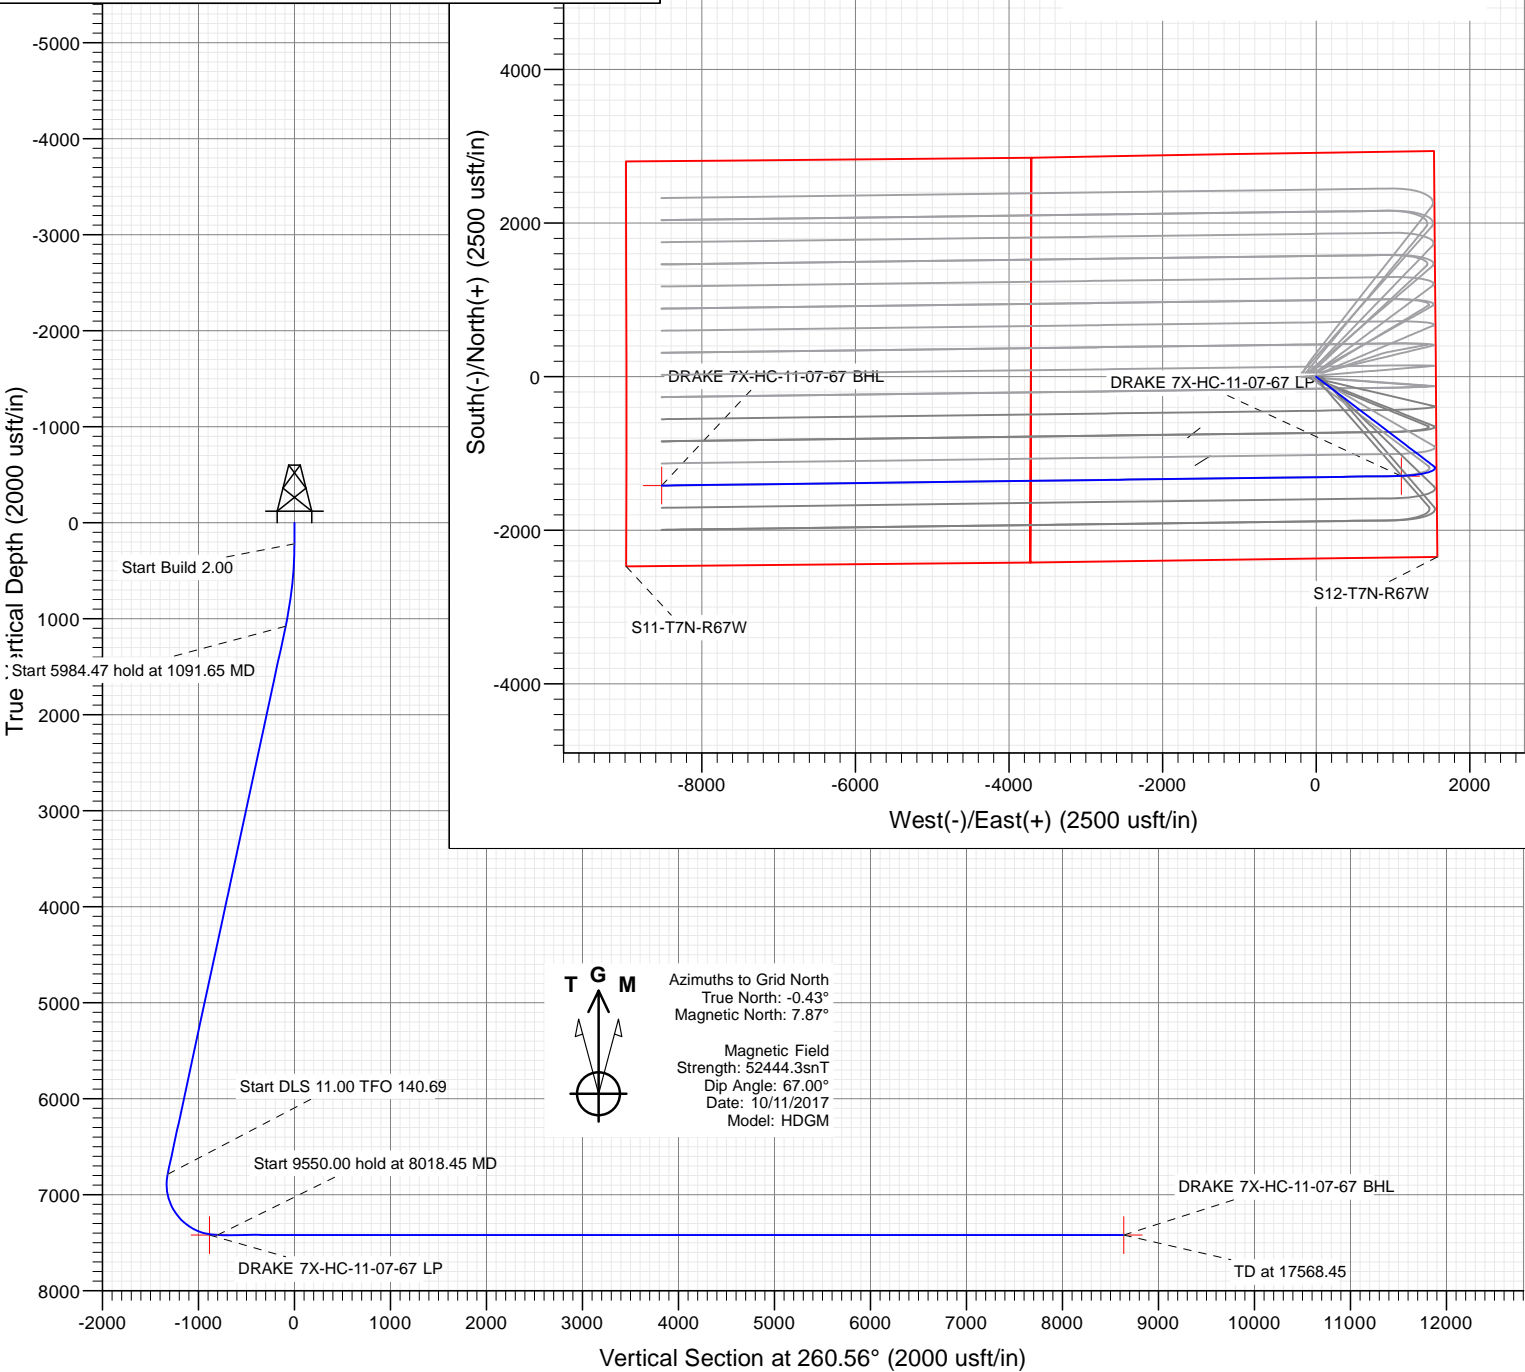 -5000
-4000
-3000
-2000
-1000
0
1000
2000
3000
4000
5000
6000
7000
8000
True Vertical Depth (2000 usft/in)
Start Build 2.00
Start 5984.47 hold at 1091.65 MD
Start DLS 11.00 TFO 140.69
Start 9550.00 hold at 8018.45 MD
DRAKE 7X-HC-11-07-67 LP
DRAKE 7X-HC-11-07-67 BHL
TD at 17568.45
-2000
-1000
0
1000
2000
3000
4000
5000
6000
7000
8000
9000
10000
11000
12000
Vertical Section at 260.56° (2000 usft/in)
4000
2000
0
-2000
-4000
South(-)/North(+) (2500 usft/in)
DRAKE 7X-HC-11-07-67 BHL
DRAKE 7X-HC-11-07-67 LP
S12-T7N-R67W
S11-T7N-R67W
-8000
-6000
-4000
-2000
0
2000
West(-)/East(+) (2500 usft/in)
T G M
Azimuths to Grid North
True North: -0.43°
Magnetic North: 7.87°
Magnetic Field
Strength: 52444.3snT
Dip Angle: 67.00°
Date: 10/11/2017
Model: HDGM